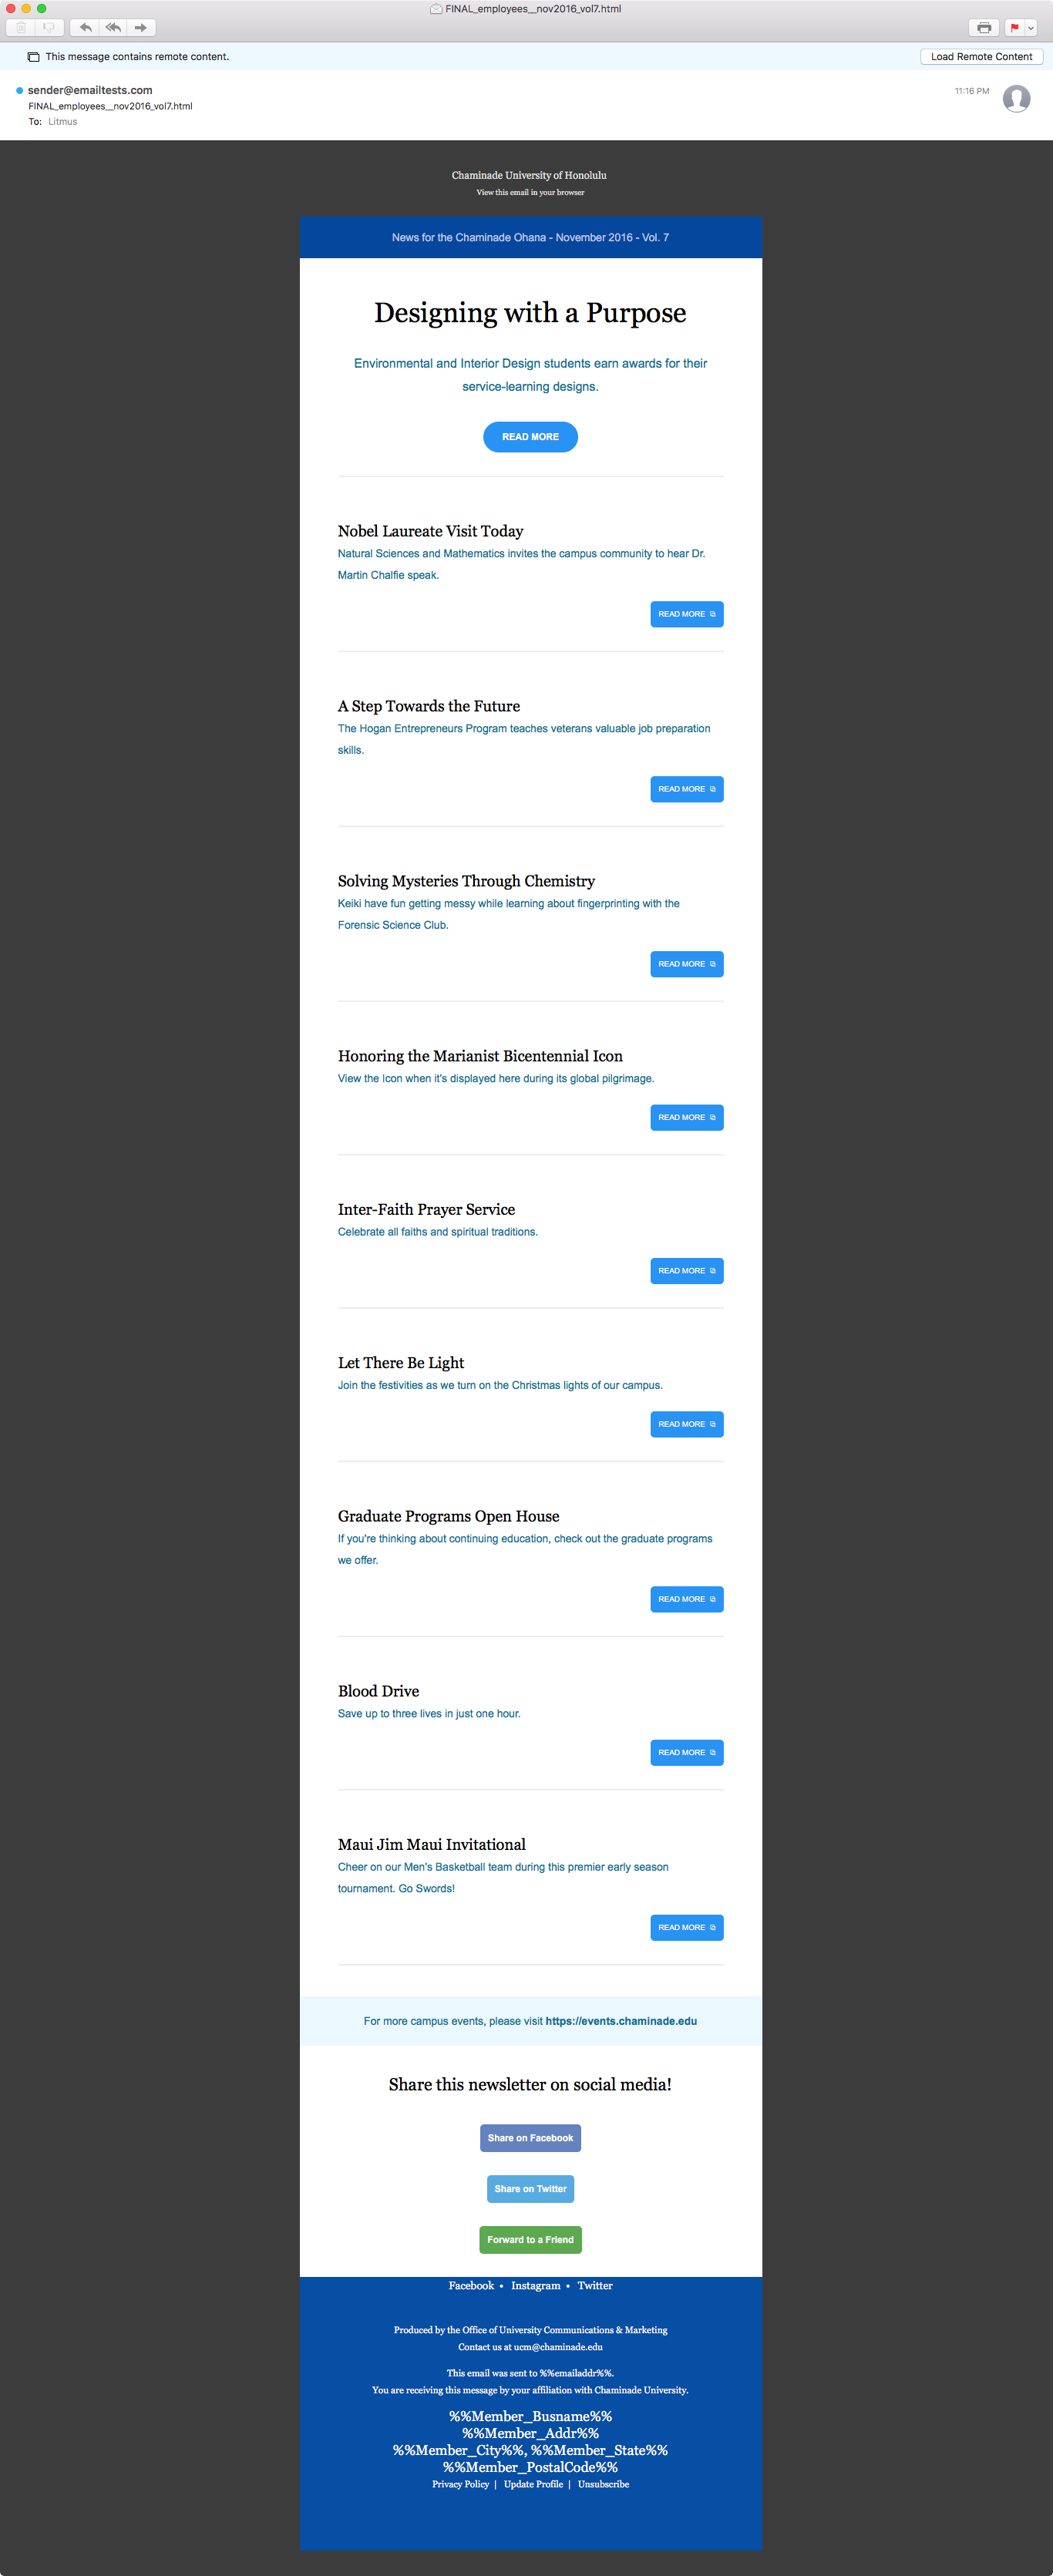 FINAL_employees__nov2016_vol7.html
This message contains remote content.
Load Remote Content
sender@emailtests.com
11:16 PM
FINAL_employees__nov2016_vol7.html
To: Litmus
Chaminade University of Honolulu
View this email in your browser
News for the Chaminade Ohana - November 2016 - Vol. 7
Designing with a Purpose
Environmental and Interior Design students earn awards for their
service-learning designs.
READ MORE
Nobel Laureate Visit Today
Natural Sciences and Mathematics invites the campus community to hear Dr.
Martin Chalfie speak.
READ MORE
A Step Towards the Future
The Hogan Entrepreneurs Program teaches veterans valuable job preparation
skills.
READ MORE
Solving Mysteries Through Chemistry
Keiki have fun getting messy while learning about fingerprinting with the
Forensic Science Club.
READ MORE
Honoring the Marianist Bicentennial Icon
View the Icon when it's displayed here during its global pilgrimage.
READ MORE
Inter-Faith Prayer Service
Celebrate all faiths and spiritual traditions.
READ MORE
Let There Be Light
Join the festivities as we turn on the Christmas lights of our campus.
READ MORE
Graduate Programs Open House
If you're thinking about continuing education, check out the graduate programs
we offer.
READ MORE
Blood Drive
Save up to three lives in just one hour.
READ MORE
Maui Jim Maui Invitational
Cheer on our Men's Basketball team during this premier early season
tournament. Go Swords!
READ MORE
For more campus events, please visit https://events.chaminade.edu
Share this newsletter on social media!
Share on Facebook
Share on Twitter
Forward to a Friend
Facebook • Instagram • Twitter
Produced by the Office of University Communications & Marketing
Contact us at ucm@chaminade.edu
This email was sent to %%emailaddr%%.
You are receiving this message by your affiliation with Chaminade University.
%%Member_Busname%%
%%Member_Addr%%
%%Member_City%%, %%Member_State%%
%%Member_PostalCode%%
Privacy Policy | Update Profile | Unsubscribe